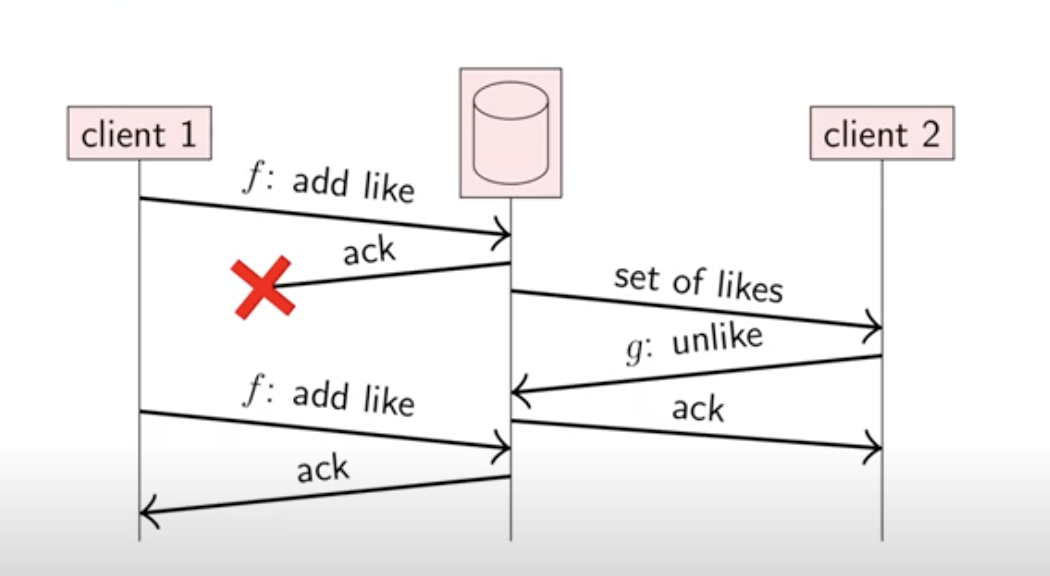 client 1
client 2
f: add like
ack
set of likes
g: unlike
f: add like
ack
ack